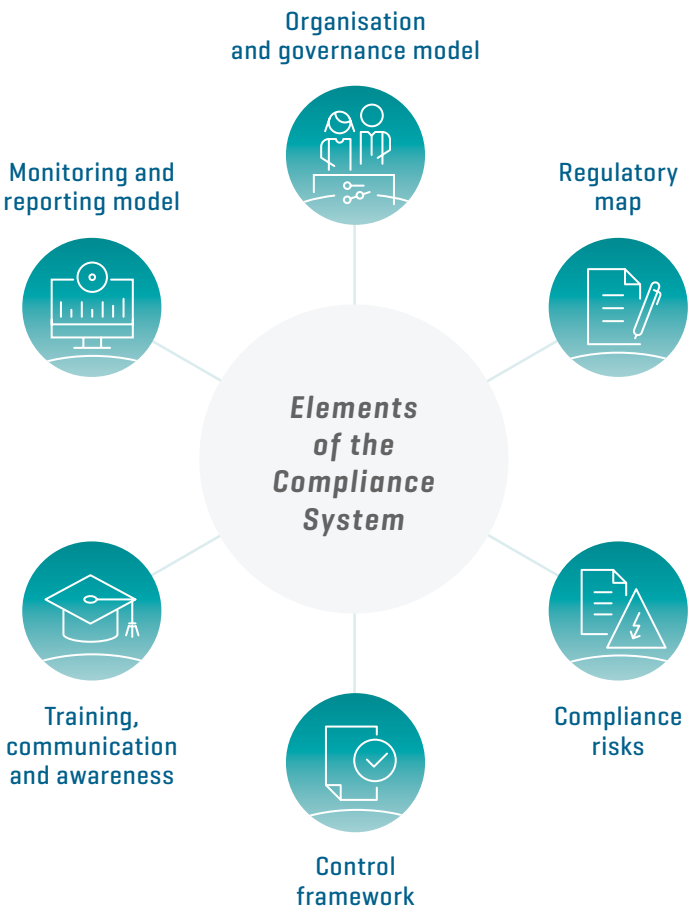 Organisation
and governance model
Monitoring and
reporting model
Regulatory
map
Elements
of the
Compliance
System
Training,
communication
and awareness
Compliance
risks
Control
framework